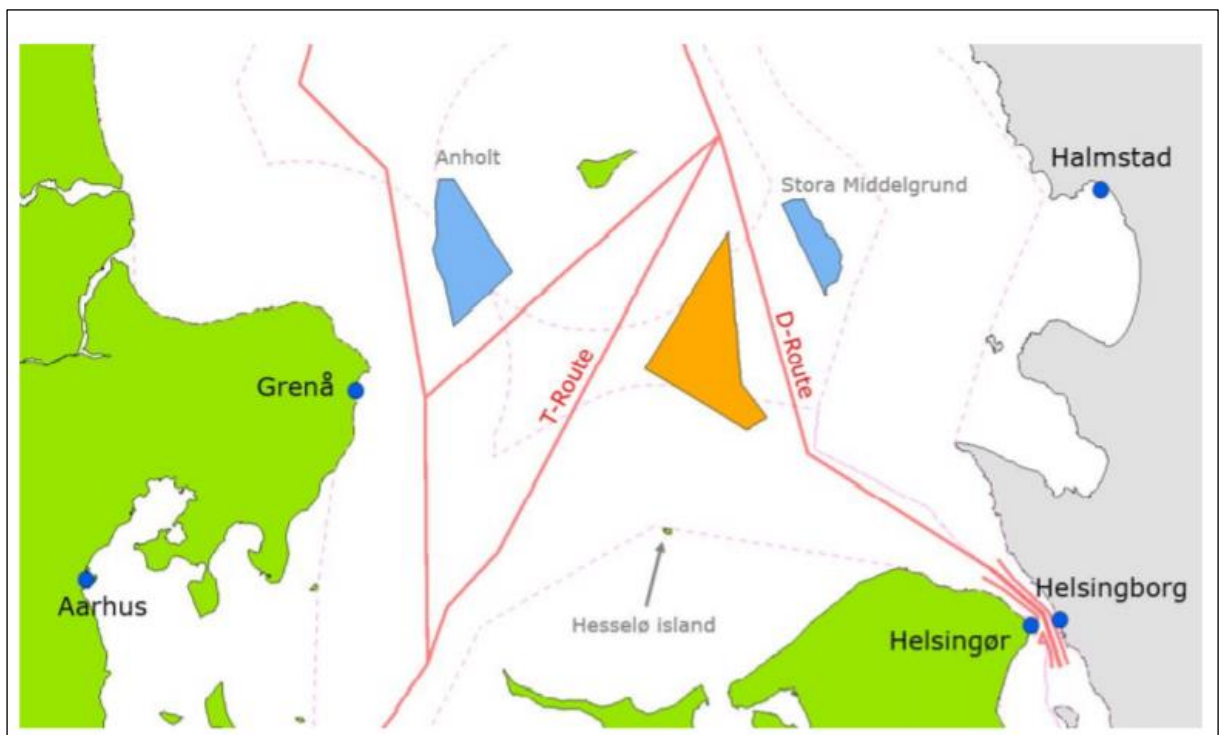 Anholt
Halmstad
Stora Middelgrund
D-Route
T-Route
Grenå
Aarhus
Hesselø island
Helsingborg
Helsingør